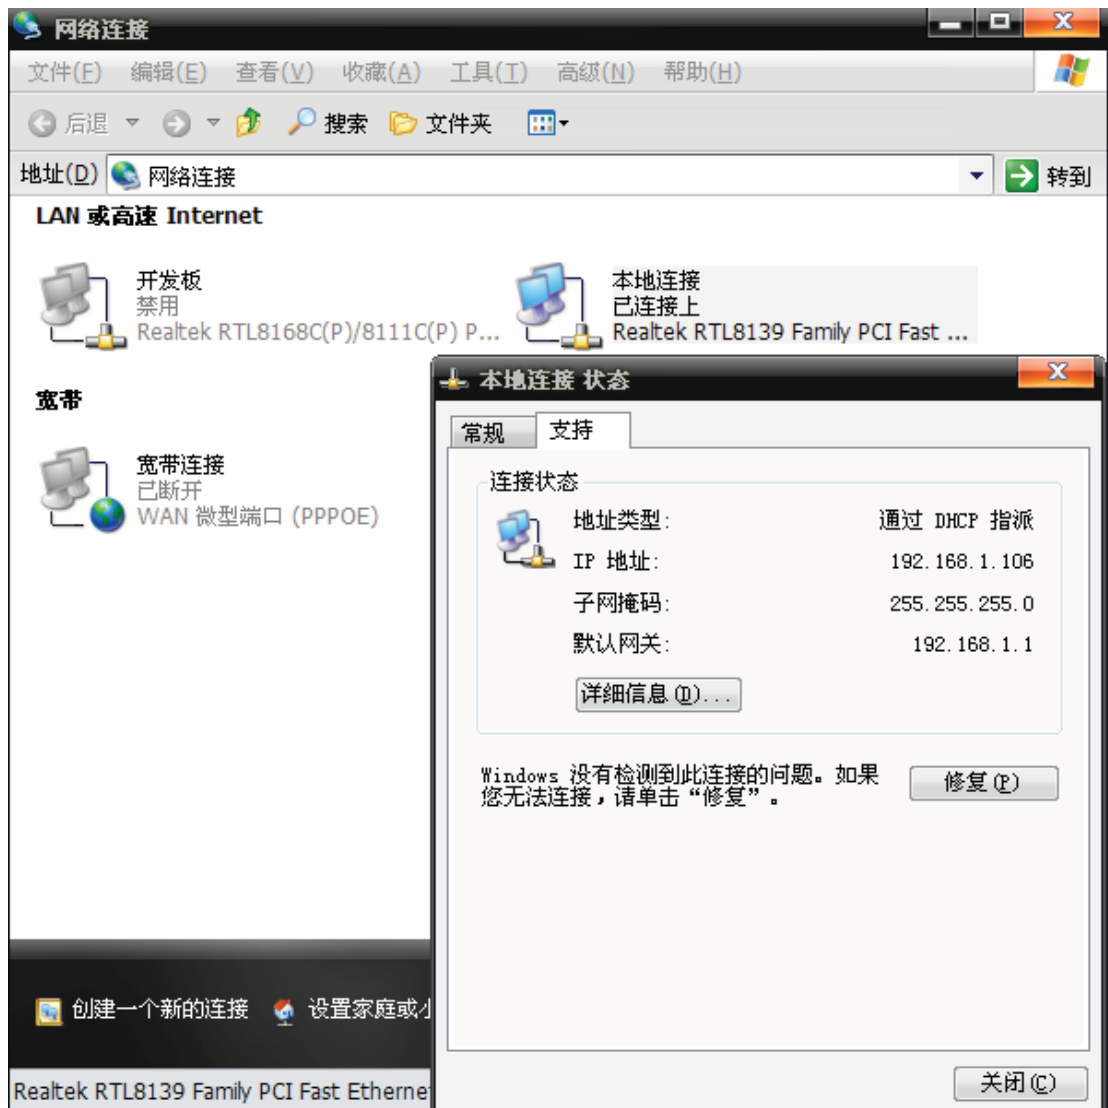 网络连接
文件(F) 编辑(E) 查看(V) 收藏(A) 工具(T) 高级(N) 帮助(H)
后退 搜索 文件夹
地址(D) 网络连接 转到
LAN 或高速 Internet
开发板
禁用
Realtek RTL8168C(P)/8111C(P) P...
本地连接
已连接上
Realtek RTL8139 Family PCI Fast ...
宽带
宽带连接
已断开
WAN 微型端口 (PPPOE)
本地连接 状态
常规 支持
连接状态
地址类型: 通过 DHCP 指派
IP 地址: 192.168.1.106
子网掩码: 255.255.255.0
默认网关: 192.168.1.1
详细信息(D)...
Windows 没有检测到此连接的问题。如果
您无法连接，请单击“修复”。
修复(P)
关闭(C)
创建一个新的连接 设置家庭或小
Realtek RTL8139 Family PCI Fast Etherne